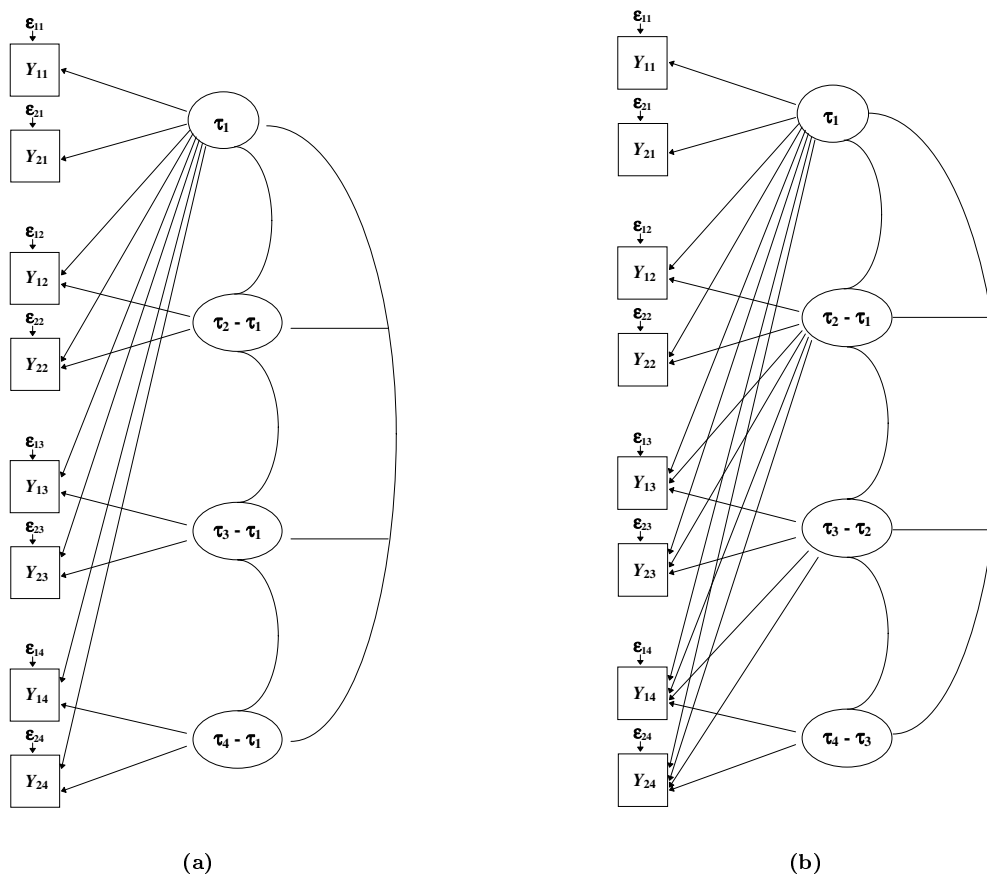 ε₁₁
Y₁₁
ε₂₁
Y₂₁
τ₁
ε₁₂
Y₁₂
τ₂ - τ₁
ε₂₂
Y₂₂
ε₁₃
Y₁₃
τ₃ - τ₁
ε₂₃
Y₂₃
ε₁₄
Y₁₄
τ₄ - τ₁
ε₂₄
Y₂₄
(a)
ε₁₁
Y₁₁
ε₂₁
Y₂₁
τ₁
ε₁₂
Y₁₂
τ₂ - τ₁
ε₂₂
Y₂₂
ε₁₃
Y₁₃
τ₃ - τ₂
ε₂₃
Y₂₃
ε₁₄
Y₁₄
τ₄ - τ₃
ε₂₄
Y₂₄
(b)